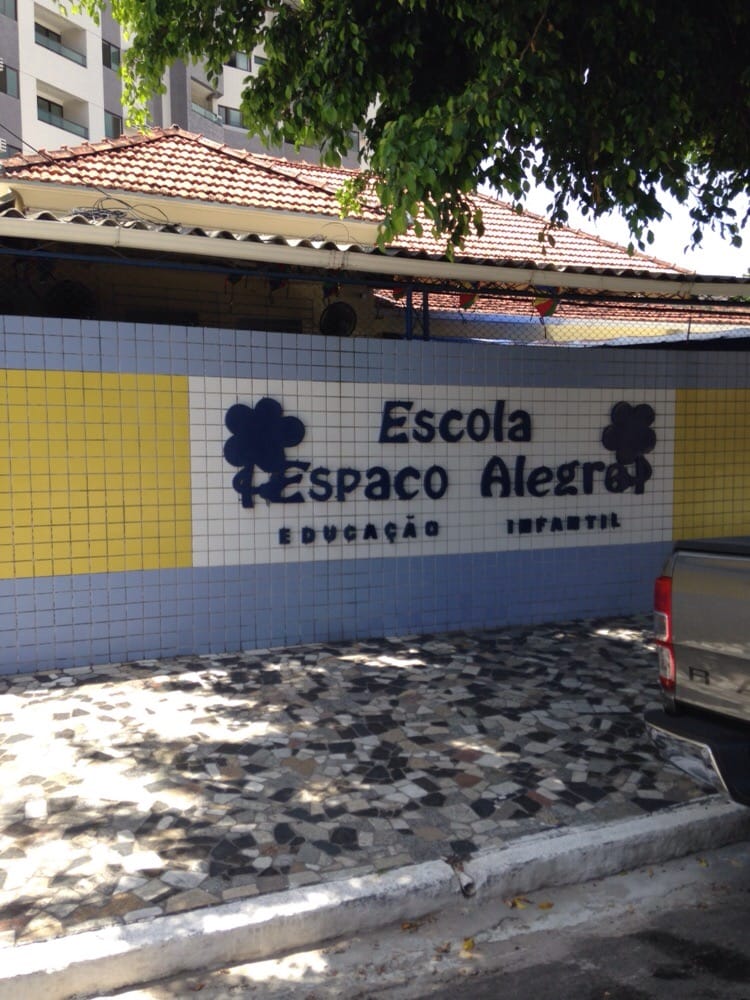 Escola
Espaco Alegre
EDUCAÇÃO INFANTIL
R